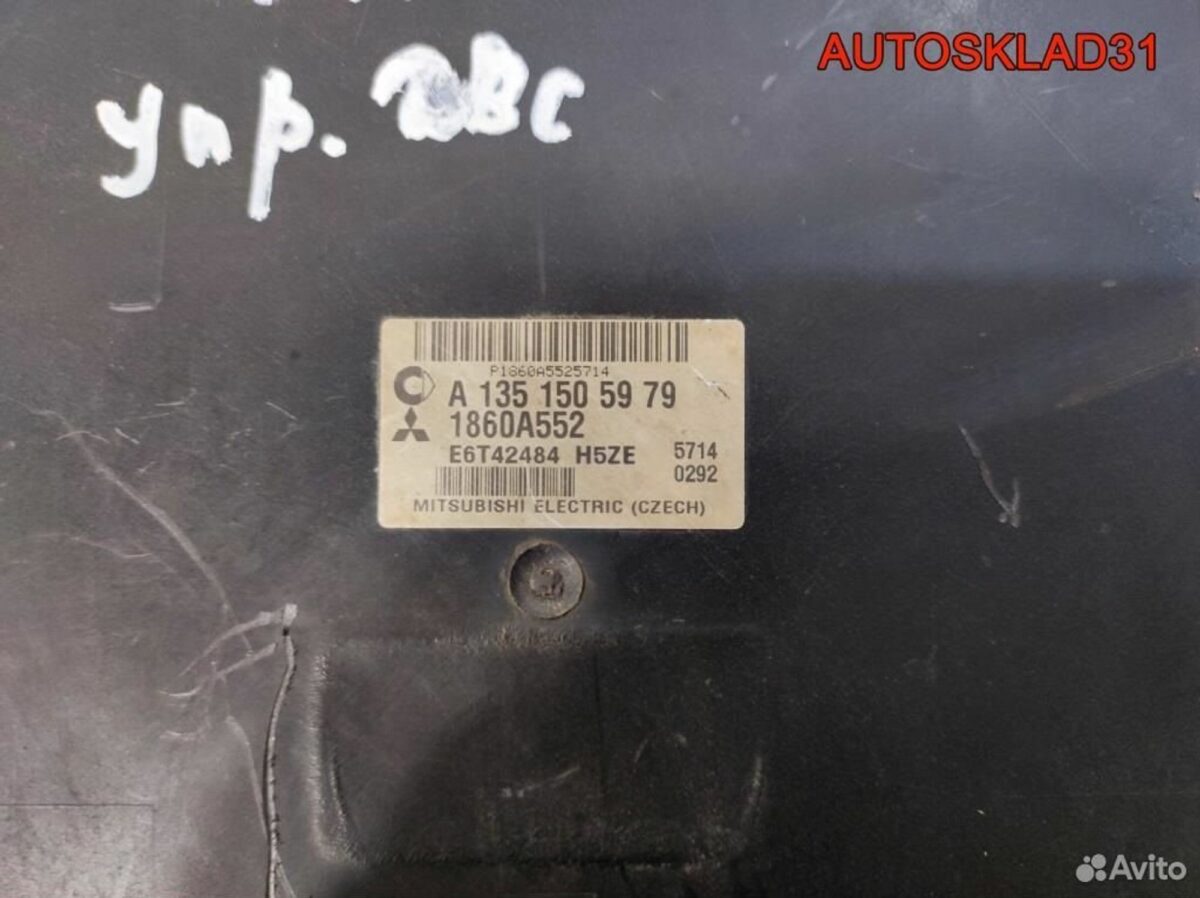 AUTOSKLAD31
упр. ДВС
P1860A5525714
A 135 150 59 79
1860A552
E6T42484 H5ZE 5714
0292
MITSUBISHI ELECTRIC (CZECH)
Avito